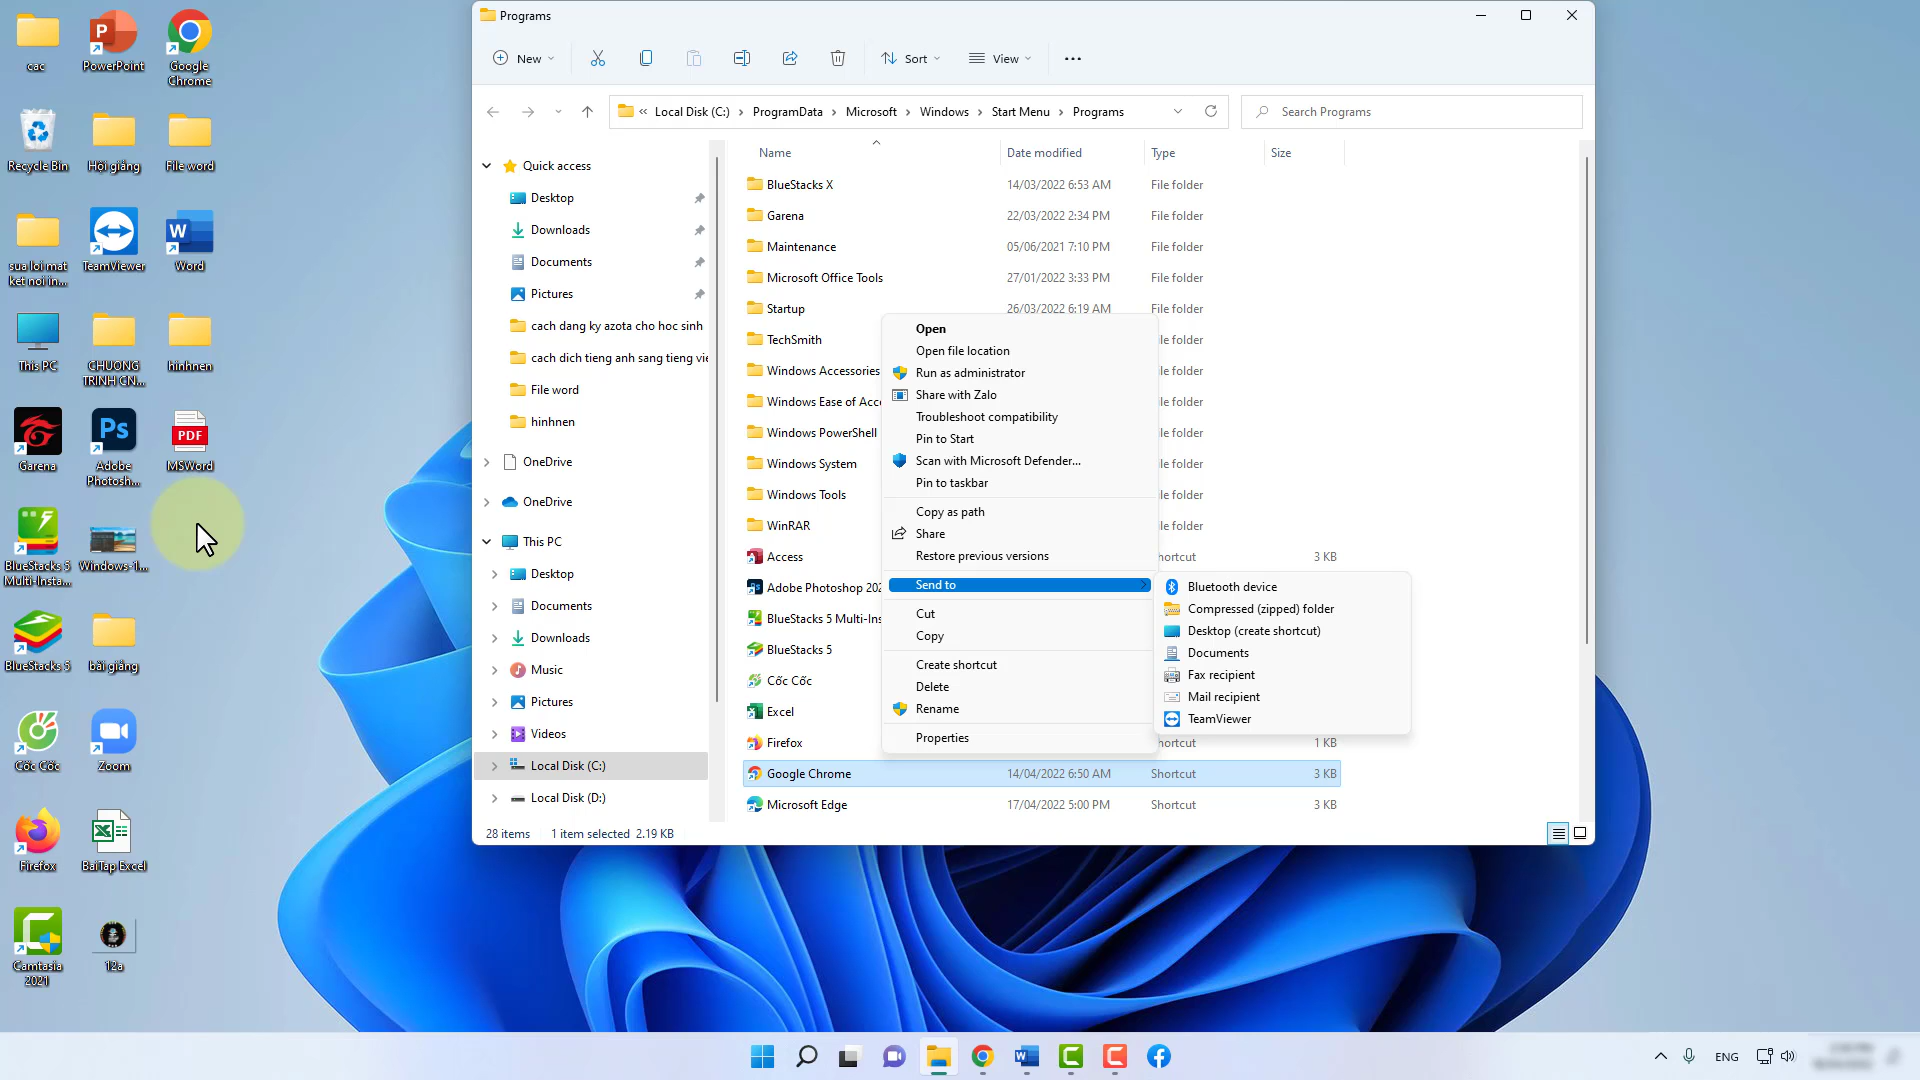 cac
PowerPoint
Google
Chrome
Recycle Bin
Hội giảng
File word
sua loi mat
ket noi in...
TeamViewer
Word
This PC
CHUONG
TRINH CN...
hinhnen
Garena
Adobe
Photosh...
PDF
MSWord
BlueStacks 5
Multi-Insta...
Windows-1...
BlueStacks 5
bãi giảng
Cốc Cốc
Zoom
Firefox
BaiTap Excel
Camtasia
2021
12a
Programs
New
Sort
View
« Local Disk (C:) › ProgramData › Microsoft › Windows › Start Menu › Programs
Search Programs
Quick access
Desktop
Downloads
Documents
Pictures
cach dang ky azota cho hoc sinh
cach dich tieng anh sang tieng vie
File word
hinhnen
OneDrive
OneDrive
This PC
Desktop
Documents
Downloads
Music
Pictures
Videos
Local Disk (C:)
Local Disk (D:)
Name Date modified Type Size
BlueStacks X 14/03/2022 6:53 AM File folder
Garena 22/03/2022 2:34 PM File folder
Maintenance 05/06/2021 7:10 PM File folder
Microsoft Office Tools 27/01/2022 3:33 PM File folder
Startup 26/03/2022 6:19 AM File folder
TechSmith ile folder
Windows Accessories ile folder
Windows Ease of Acc ile folder
Windows PowerShell ile folder
Windows System ile folder
Windows Tools ile folder
WinRAR ile folder
Access hortcut 3 KB
Adobe Photoshop 202
BlueStacks 5 Multi-Ins
BlueStacks 5
Cốc Cốc
Excel
Firefox hortcut 1 KB
Google Chrome 14/04/2022 6:50 AM Shortcut 3 KB
Microsoft Edge 17/04/2022 5:00 PM Shortcut 3 KB
Open
Open file location
Run as administrator
Share with Zalo
Troubleshoot compatibility
Pin to Start
Scan with Microsoft Defender...
Pin to taskbar
Copy as path
Share
Restore previous versions
Send to
Cut
Copy
Create shortcut
Delete
Rename
Properties
Bluetooth device
Compressed (zipped) folder
Desktop (create shortcut)
Documents
Fax recipient
Mail recipient
TeamViewer
28 items 1 item selected 2.19 KB
ENG